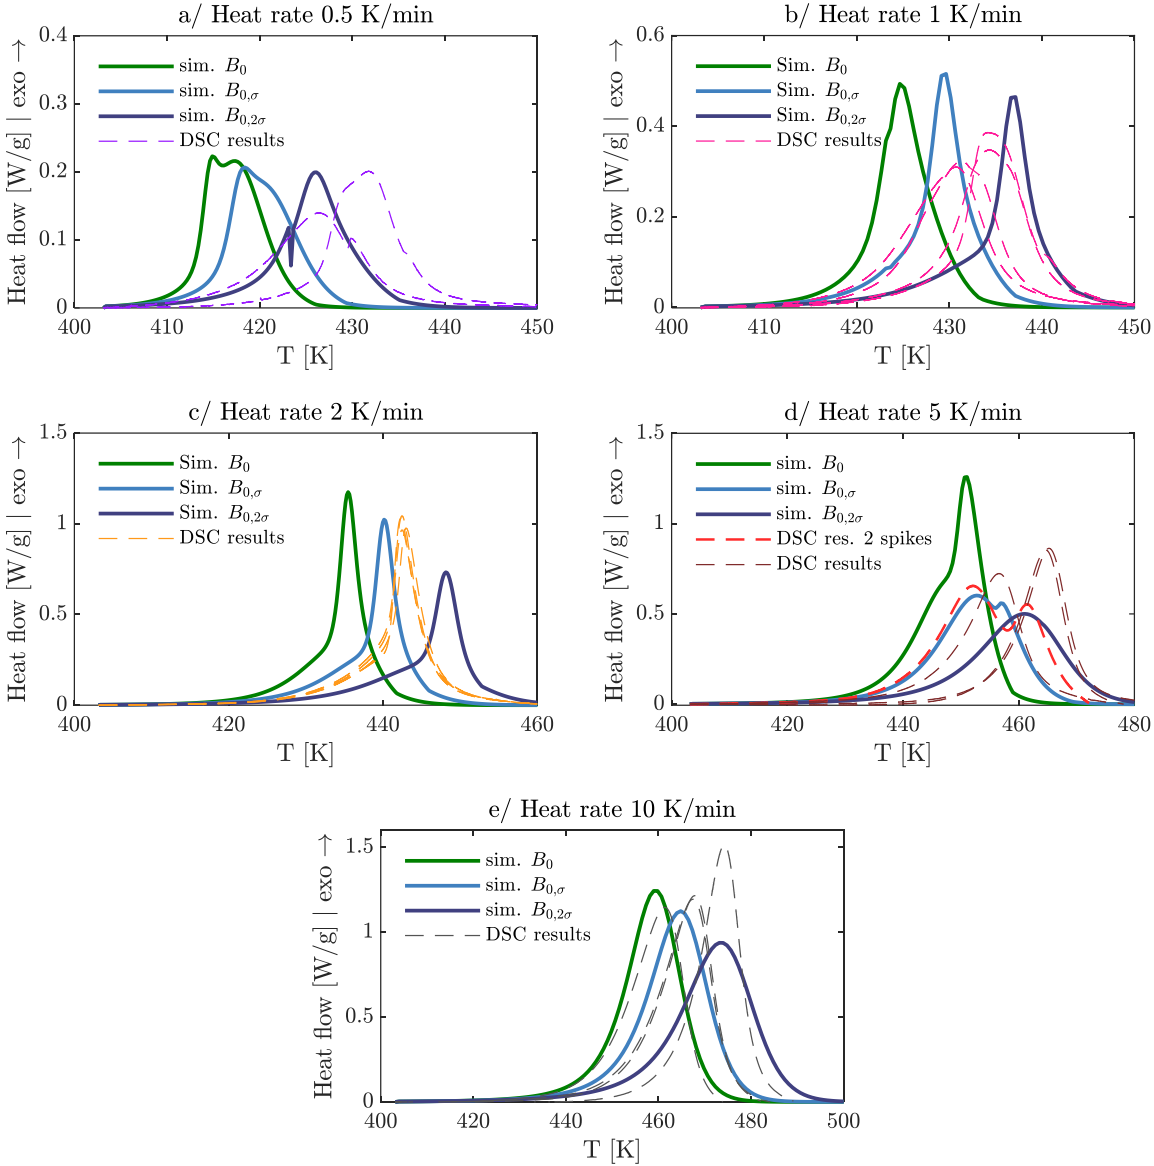 a/ Heat rate 0.5 K/min
Heat flow [W/g] | exo →
0.4
0.3
0.2
0.1
0
sim. B₀
sim. B₀,σ
sim. B₀,2σ
DSC results
400 410 420 430 440 450
T [K]
b/ Heat rate 1 K/min
Heat flow [W/g] | exo →
0.6
0.4
0.2
0
Sim. B₀
Sim. B₀,σ
Sim. B₀,2σ
DSC results
400 410 420 430 440 450
T [K]
c/ Heat rate 2 K/min
Heat flow [W/g] | exo →
1.5
1
0.5
0
Sim. B₀
Sim. B₀,σ
Sim. B₀,2σ
DSC results
400 420 440 460
T [K]
d/ Heat rate 5 K/min
Heat flow [W/g] | exo →
1.5
1
0.5
0
sim. B₀
sim. B₀,σ
sim. B₀,2σ
DSC res. 2 spikes
DSC results
400 420 440 460 480
T [K]
e/ Heat rate 10 K/min
Heat flow [W/g] | exo →
1.5
1
0.5
0
sim. B₀
sim. B₀,σ
sim. B₀,2σ
DSC results
400 420 440 460 480 500
T [K]